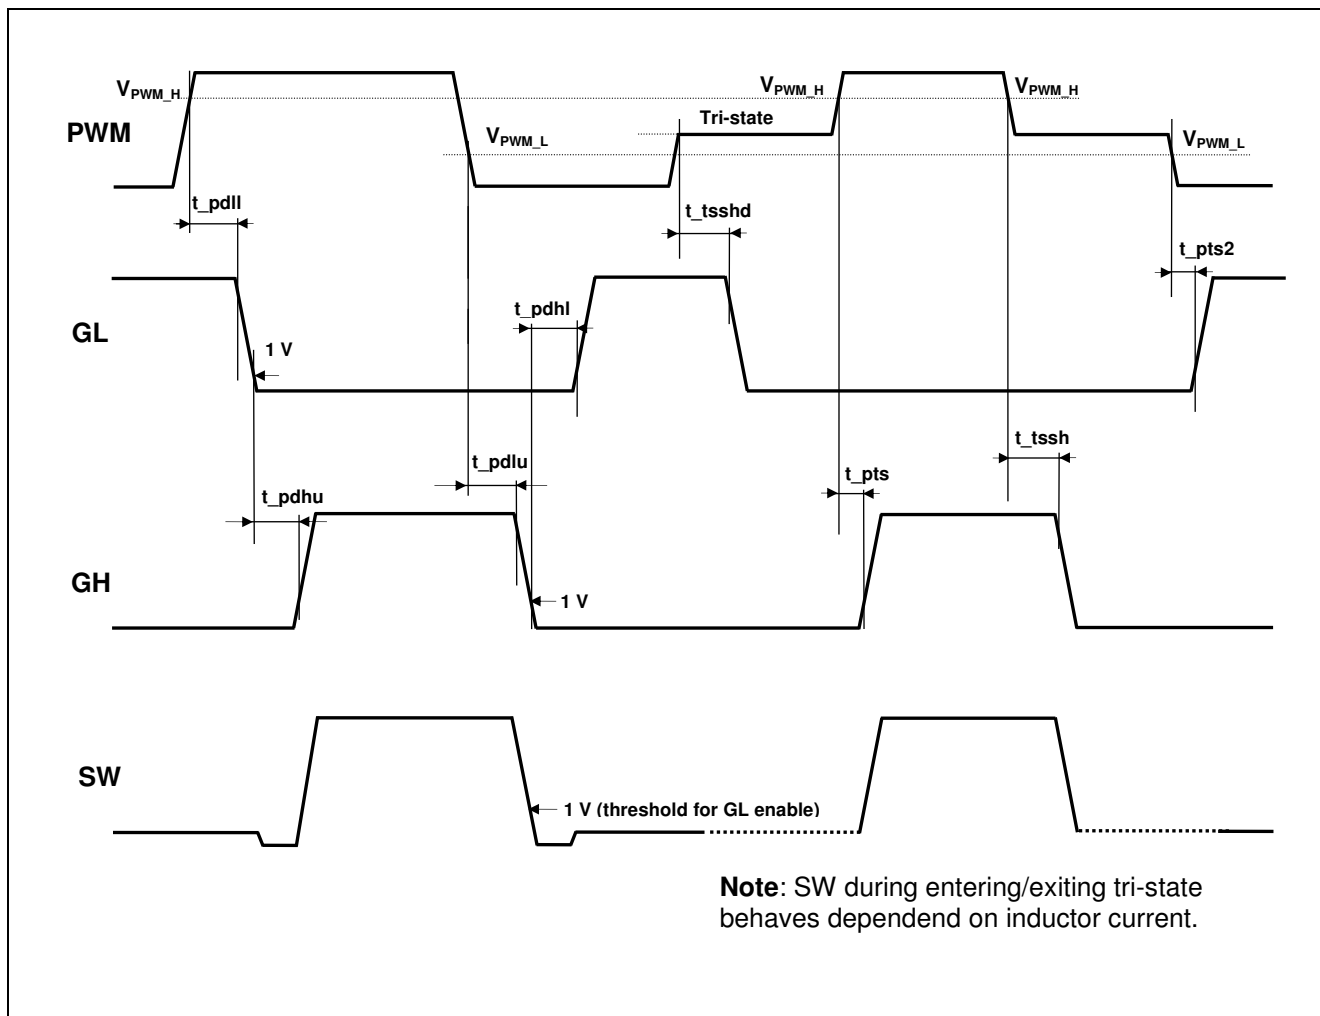 V_PWM_H
V_PWM_H
V_PWM_H
PWM
Tri-state
V_PWM_L
V_PWM_L
t_pdll
t_tsshd
t_pts2
GL
t_pdhl
1 V
t_pdlu
t_pts
t_tssh
t_pdhu
GH
1 V
SW
1 V (threshold for GL enable)
Note: SW during entering/exiting tri-state
behaves dependend on inductor current.